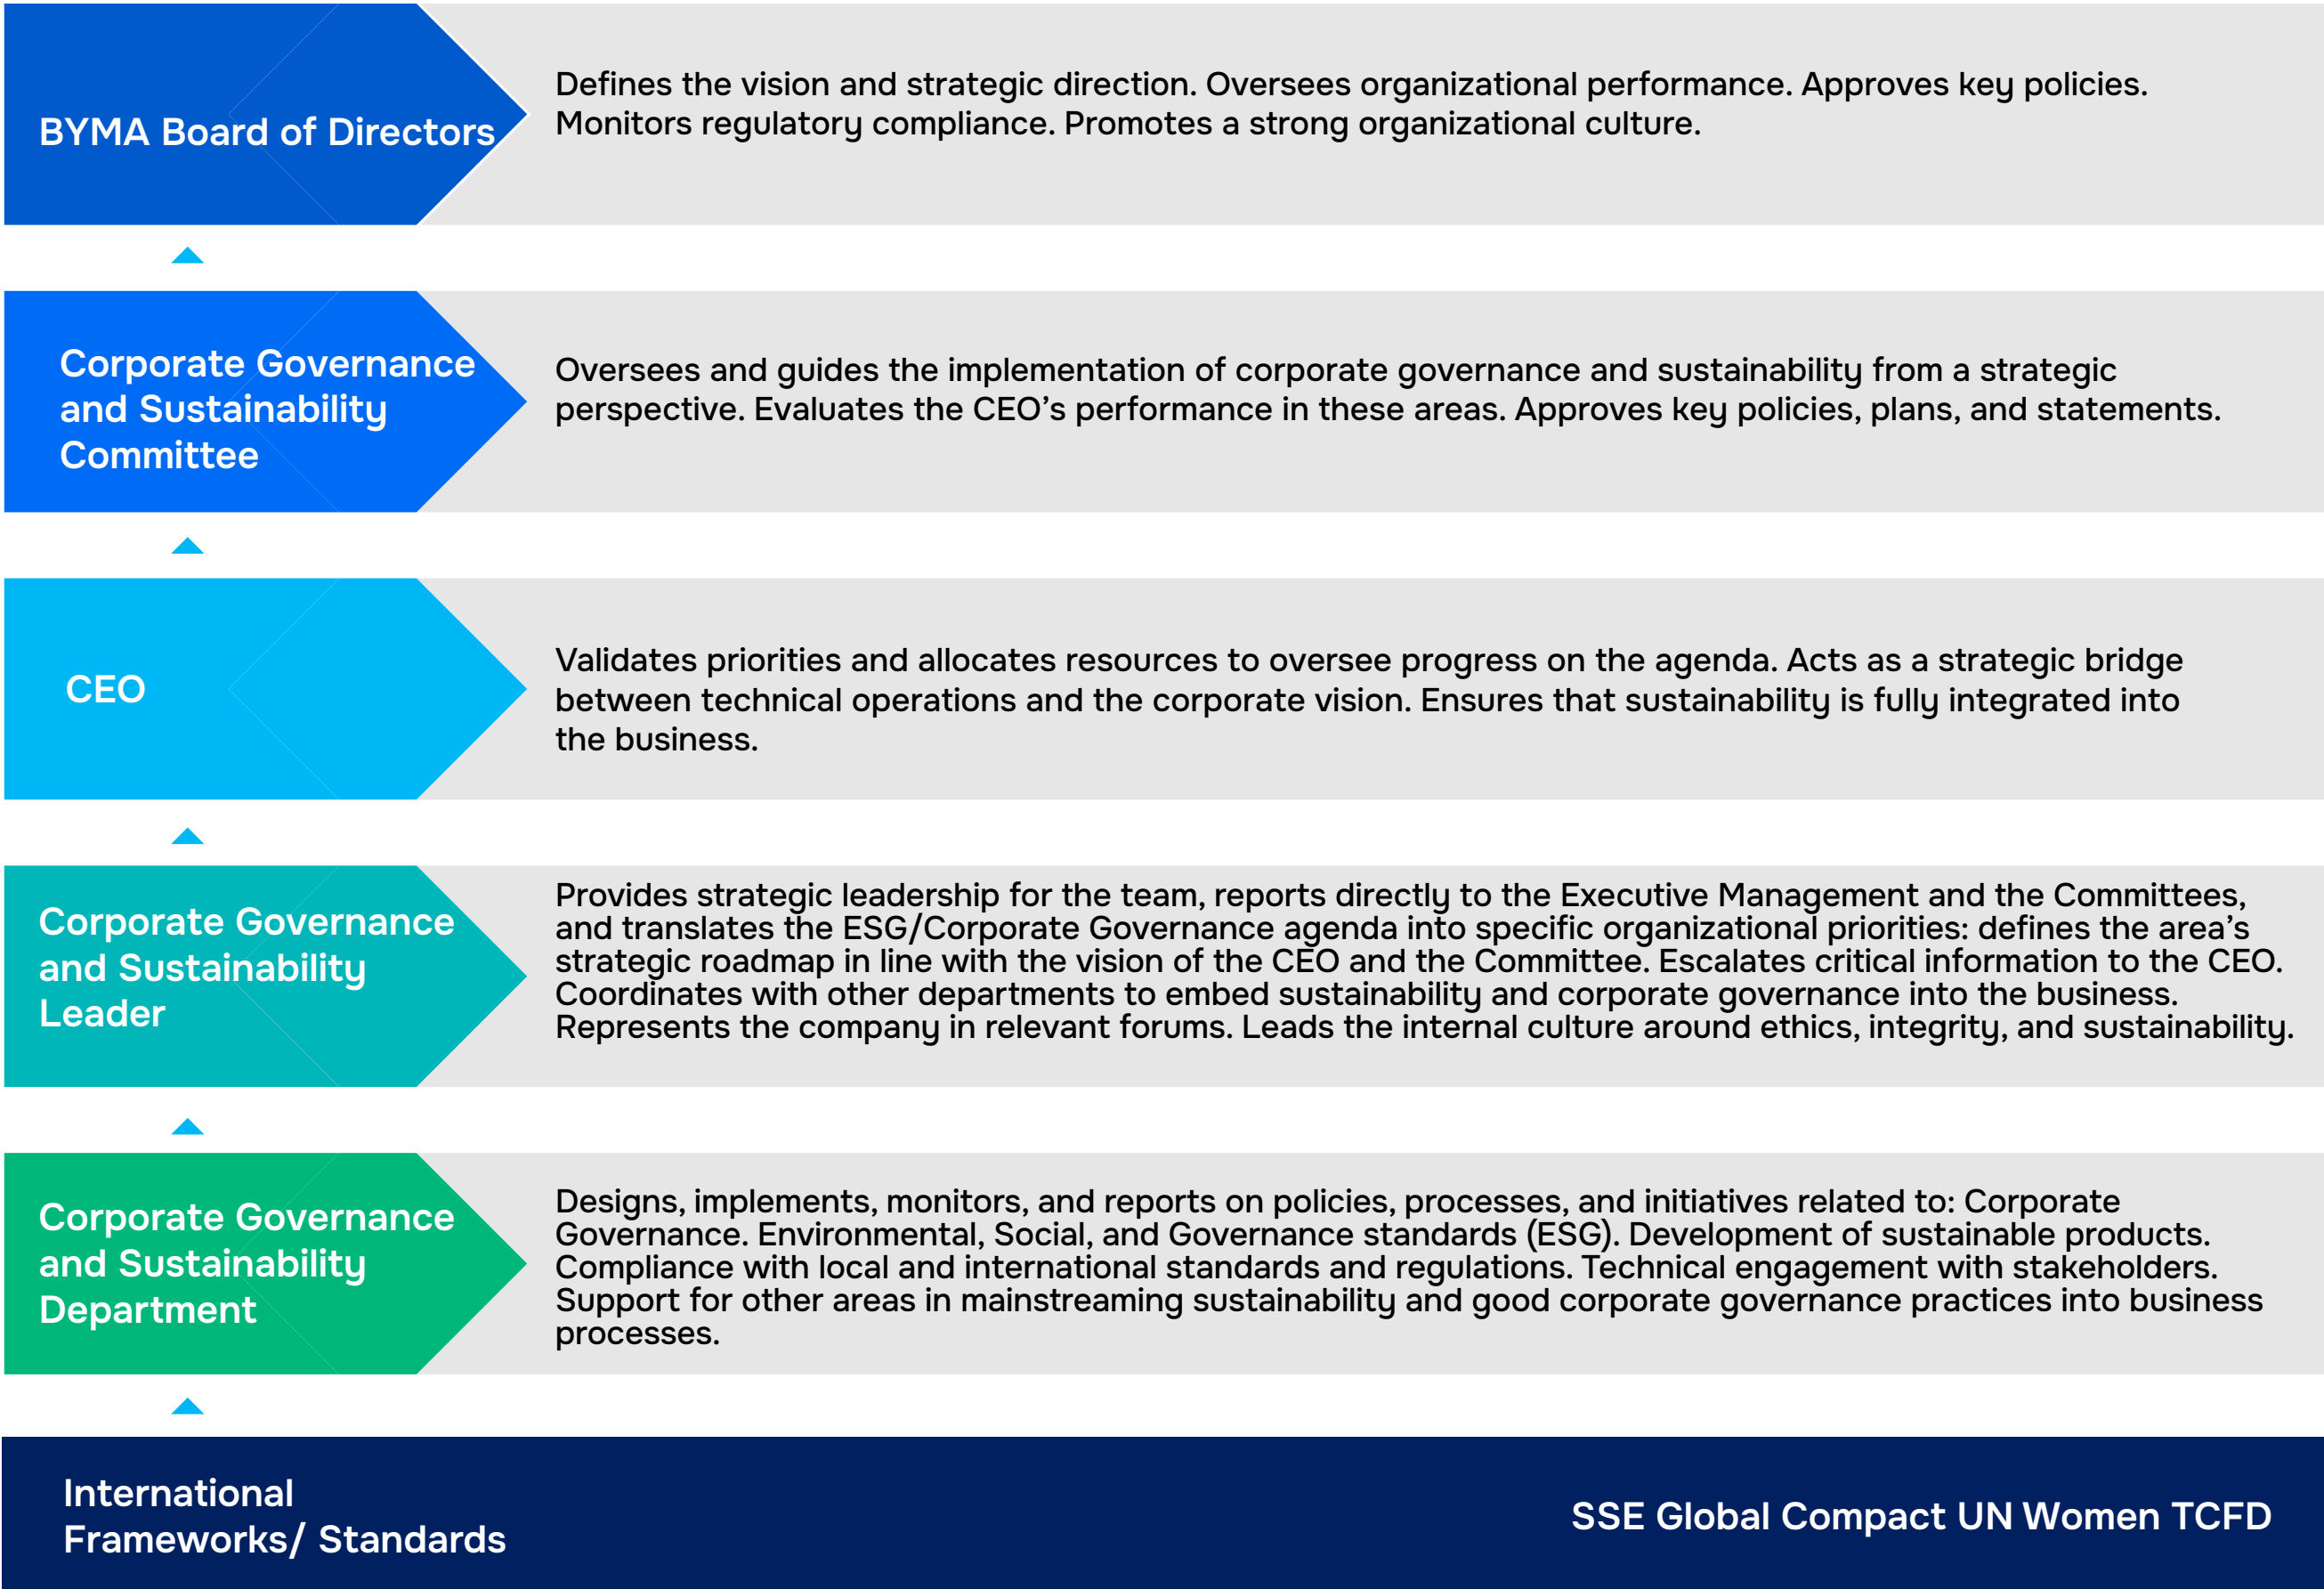 BYMA Board of Directors
Defines the vision and strategic direction. Oversees organizational performance. Approves key policies.
Monitors regulatory compliance. Promotes a strong organizational culture.
Corporate Governance
and Sustainability
Committee
Oversees and guides the implementation of corporate governance and sustainability from a strategic
perspective. Evaluates the CEO’s performance in these areas. Approves key policies, plans, and statements.
CEO
Validates priorities and allocates resources to oversee progress on the agenda. Acts as a strategic bridge
between technical operations and the corporate vision. Ensures that sustainability is fully integrated into
the business.
Corporate Governance
and Sustainability
Leader
Provides strategic leadership for the team, reports directly to the Executive Management and the Committees,
and translates the ESG/Corporate Governance agenda into specific organizational priorities: defines the area’s
strategic roadmap in line with the vision of the CEO and the Committee. Escalates critical information to the CEO.
Coordinates with other departments to embed sustainability and corporate governance into the business.
Represents the company in relevant forums. Leads the internal culture around ethics, integrity, and sustainability.
Corporate Governance
and Sustainability
Department
Designs, implements, monitors, and reports on policies, processes, and initiatives related to: Corporate
Governance. Environmental, Social, and Governance standards (ESG). Development of sustainable products.
Compliance with local and international standards and regulations. Technical engagement with stakeholders.
Support for other areas in mainstreaming sustainability and good corporate governance practices into business
processes.
International
Frameworks/ Standards
SSE Global Compact UN Women TCFD